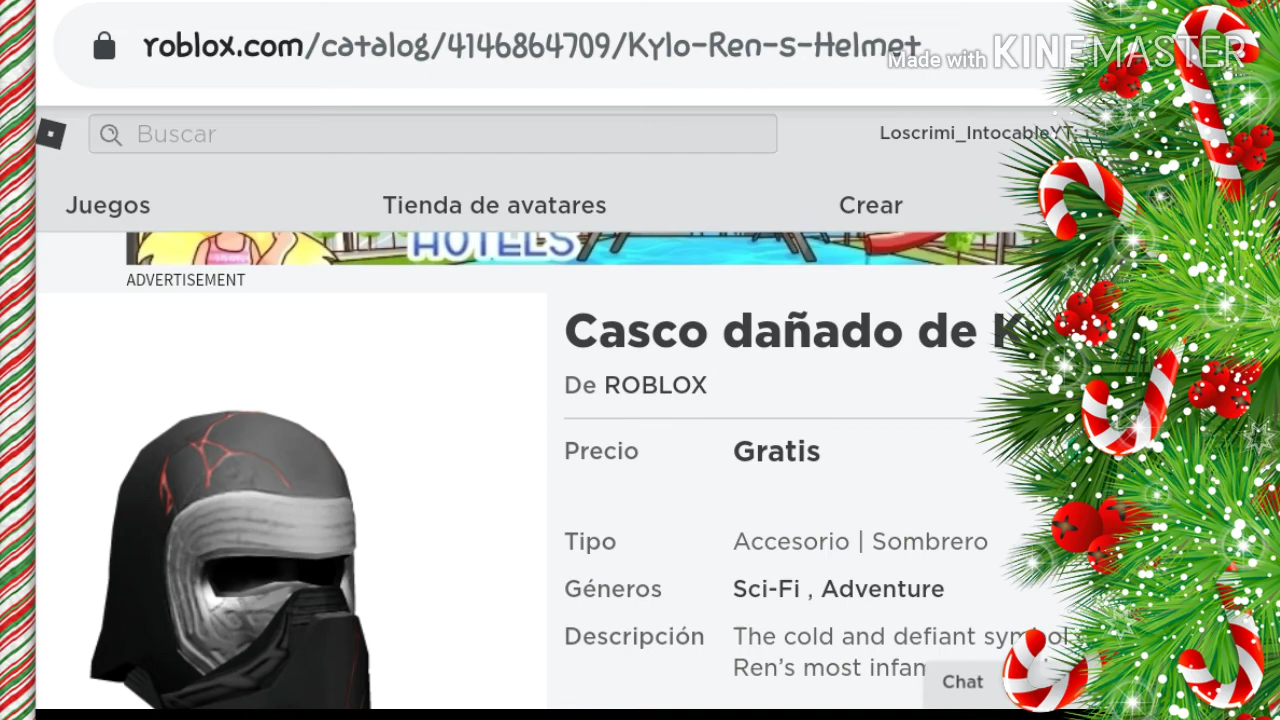 roblox.com/catalog/4146864709/Kylo-Ren-s-Helmet
Made with KINEMASTER
Buscar
Loscrimi_IntocableYT:
Juegos
Tienda de avatares
Crear
HOTELS
ADVERTISEMENT
Casco dañado de K
De ROBLOX
Precio
Gratis
Tipo
Accesorio | Sombrero
Géneros
Sci-Fi , Adventure
Descripción
The cold and defiant symbol
Ren’s most infam
Chat